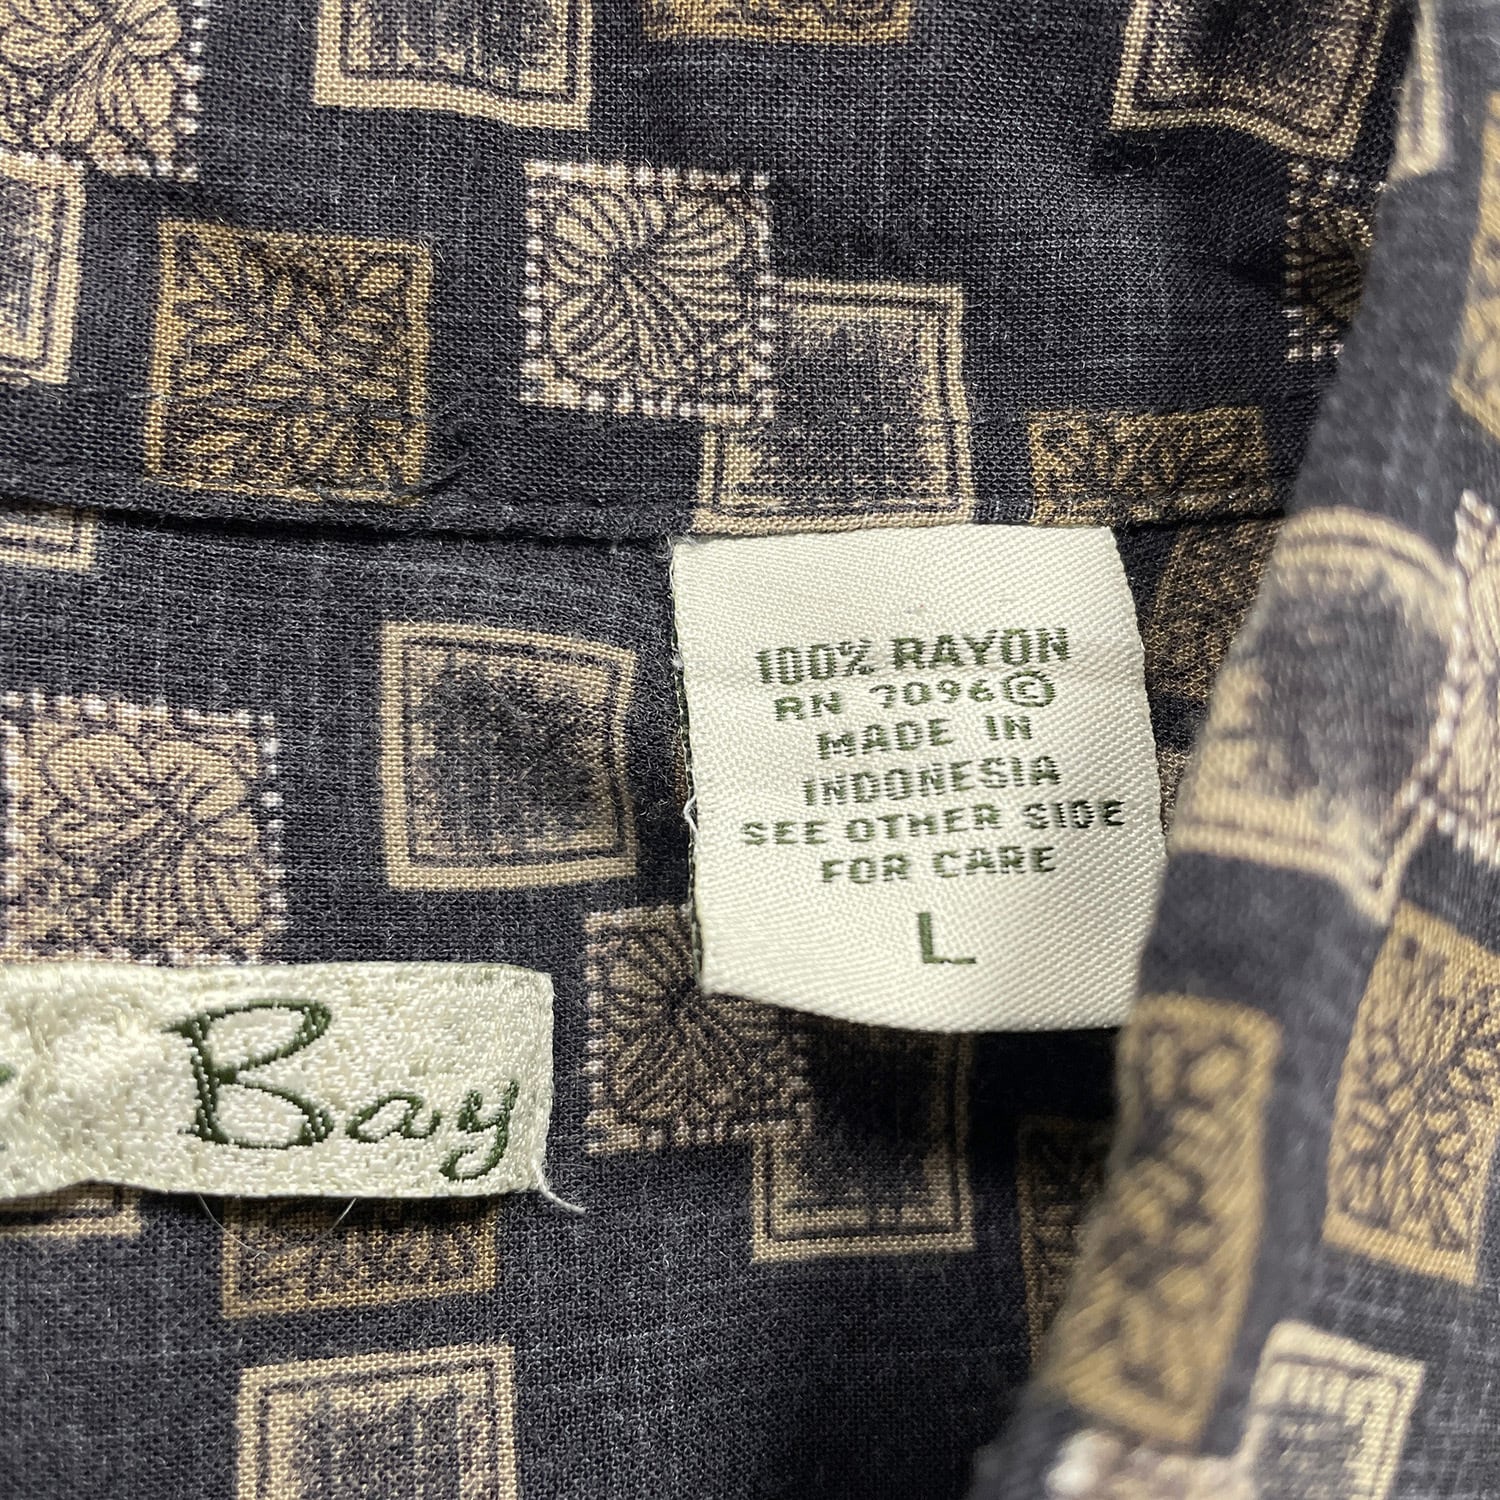 100% RAYON
RN 7096©
MADE IN
INDONESIA
SEE OTHER SIDE
FOR CARE
L
Bay